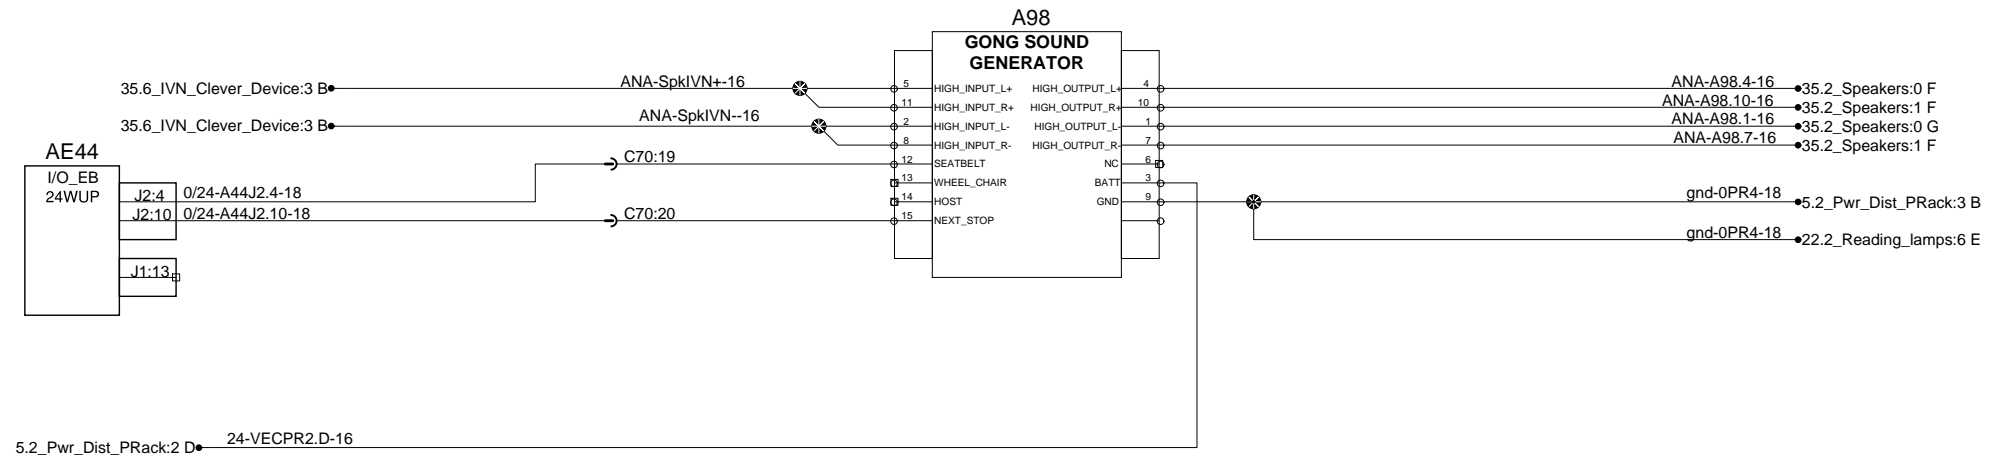 A98
GONG SOUND
GENERATOR
35.6_IVN_Clever_Device:3 B
ANA-SpkIVN+-16
5
HIGH_INPUT_L+
HIGH_OUTPUT_L+
4
ANA-A98.4-16
35.2_Speakers:0 F
11
HIGH_INPUT_R+
HIGH_OUTPUT_R+
10
ANA-A98.10-16
35.2_Speakers:1 F
35.6_IVN_Clever_Device:3 B
ANA-SpkIVN--16
2
HIGH_INPUT_L-
HIGH_OUTPUT_L-
1
ANA-A98.1-16
35.2_Speakers:0 G
8
HIGH_INPUT_R-
HIGH_OUTPUT_R-
7
ANA-A98.7-16
35.2_Speakers:1 F
AE44
I/O_EB
24WUP
C70:19
12
SEATBELT
NC
6
13
WHEEL_CHAIR
BATT
3
J2:4
0/24-A44J2.4-18
14
HOST
GND
9
gnd-0PR4-18
5.2_Pwr_Dist_PRack:3 B
J2:10
0/24-A44J2.10-18
C70:20
15
NEXT_STOP
gnd-0PR4-18
22.2_Reading_lamps:6 E
J1:13
5.2_Pwr_Dist_PRack:2 D
24-VECPR2.D-16